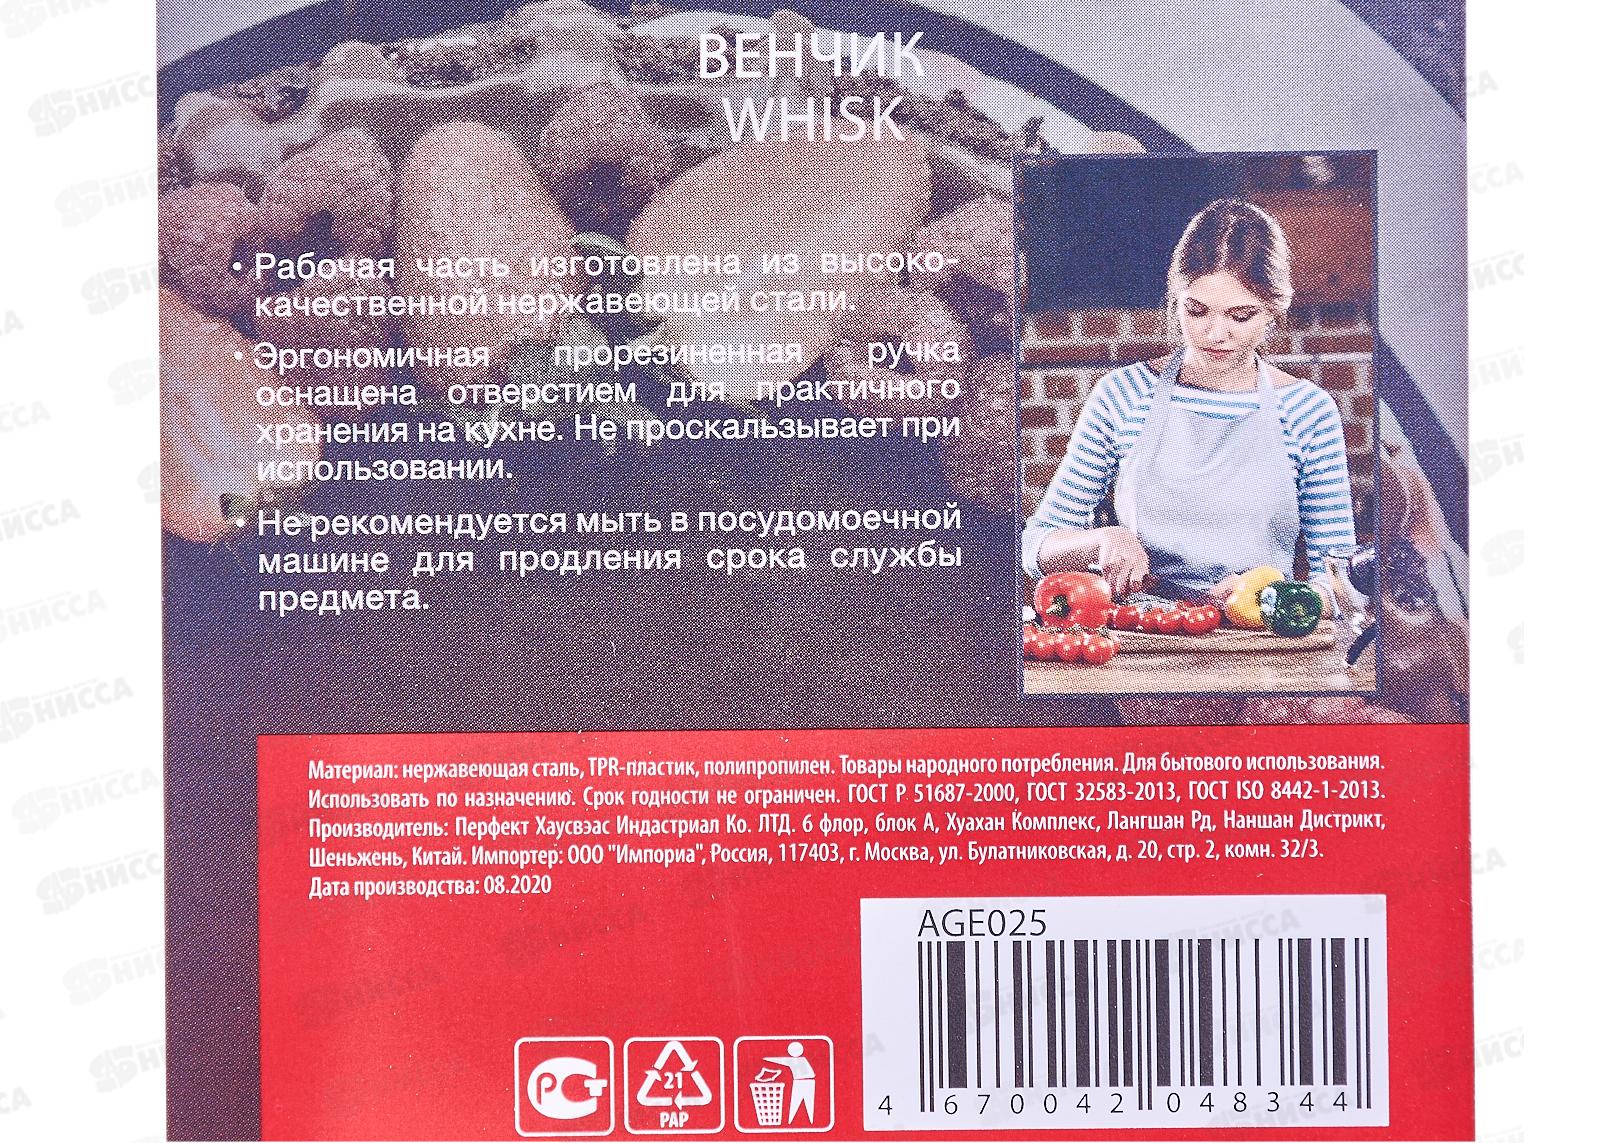 ВЕНЧИК
WHISK
• Рабочая часть изготовлена из высоко-
качественной нержавеющей стали.
• Эргономичная прорезиненная ручка
оснащена отверстием для практичного
хранения на кухне. Не проскальзывает при
использовании.
• Не рекомендуется мыть в посудомоечной
машине для продления срока службы
предмета.
Материал: нержавеющая сталь, TPR-пластик, полипропилен. Товары народного потребления. Для бытового использования.
Использовать по назначению. Срок годности не ограничен. ГОСТ Р 51687-2000, ГОСТ 32583-2013, ГОСТ ISO 8442-1-2013.
Производитель: Перфект Хаусвэас Индастриал Ко. ЛТД. 6 флор, блок А, Хуахан Комплекс, Лангшан Рд, Наншан Дистрикт,
Шеньжень, Китай. Импортер: ООО "Импориа", Россия, 117403, г. Москва, ул. Булатниковская, д. 20, стр. 2, комн. 32/3.
Дата производства: 08.2020
AGE025
4 670042 048344
РСТ
21
PAP
НИССА